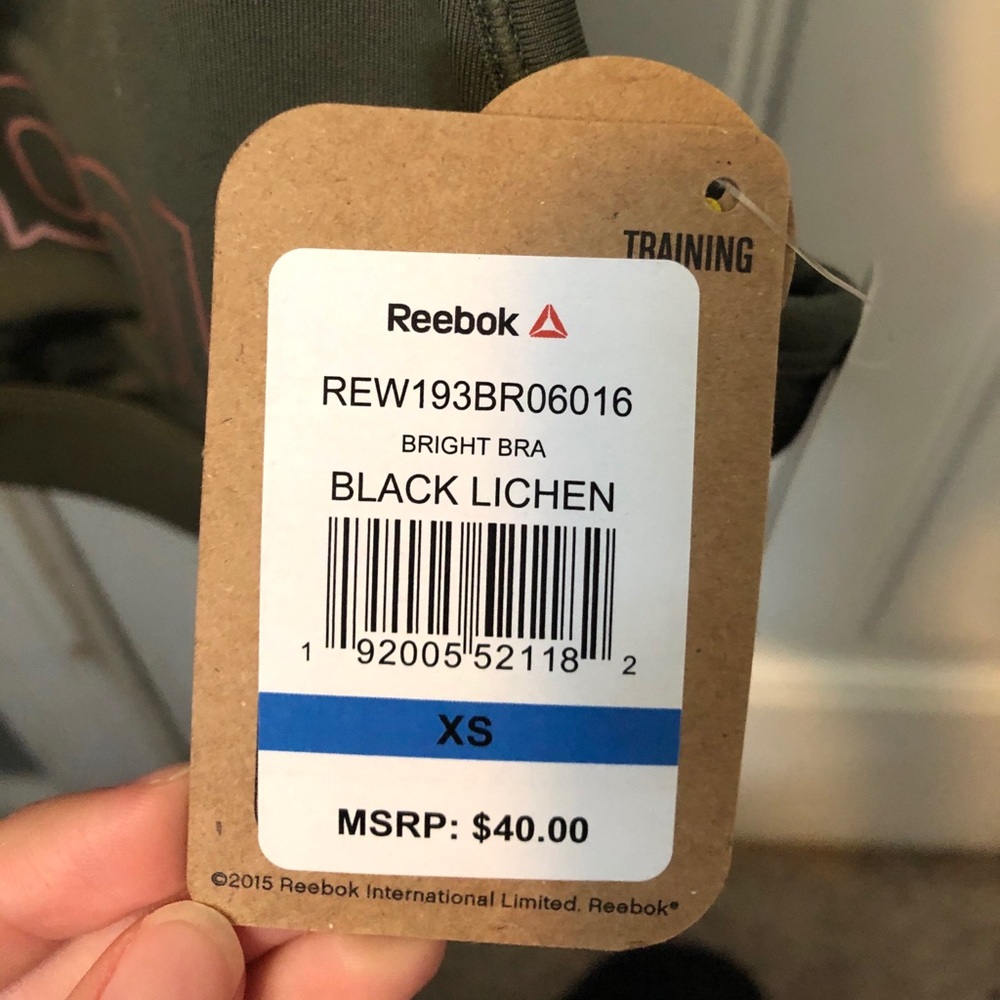 TRAINING
Reebok
REW193BR06016
BRIGHT BRA
BLACK LICHEN
1 92005 52118 2
XS
MSRP: $40.00
©2015 Reebok International Limited. Reebok®